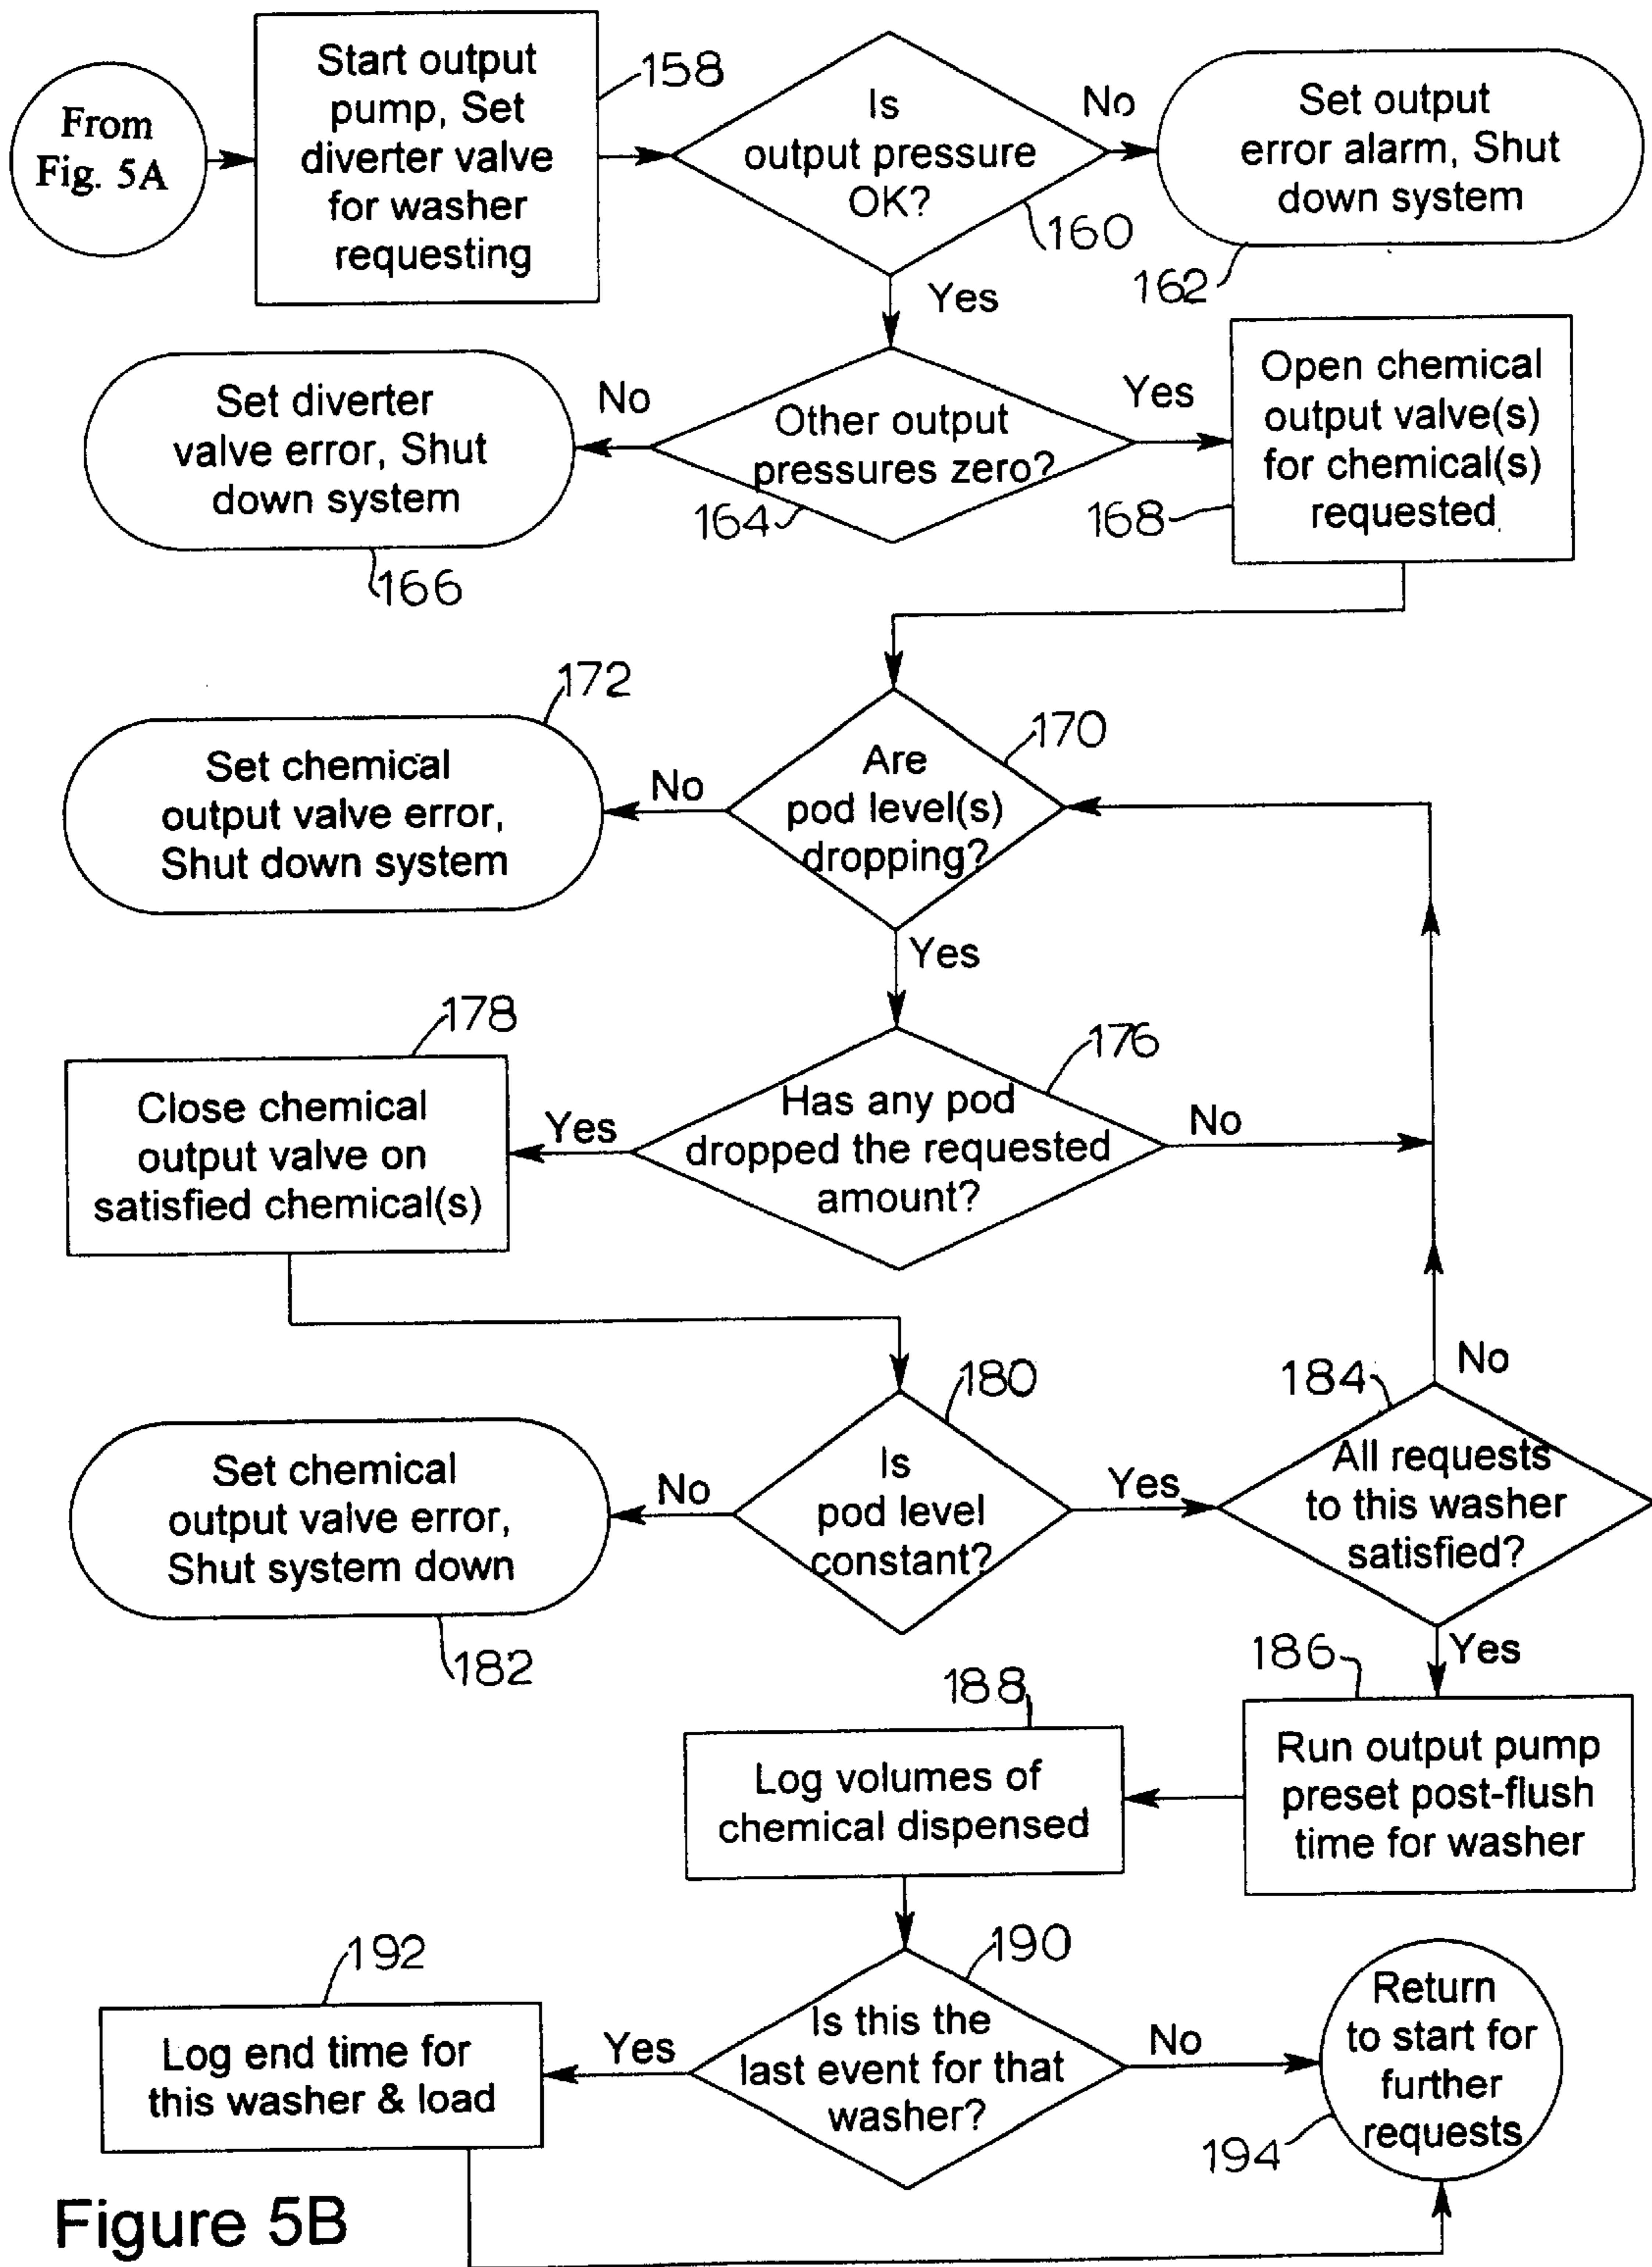 From
Fig. 5A
Start output
pump, Set
diverter valve
for washer
requesting
158
Is
output pressure
OK?
160
No
Set output
error alarm, Shut
down system
162
Yes
Other output
pressures zero?
164
No
Set diverter
valve error, Shut
down system
166
Yes
Open chemical
output valve(s)
for chemical(s)
requested
168
Are
pod level(s)
dropping?
170
No
Set chemical
output valve error,
Shut down system
172
Yes
Has any pod
dropped the requested
amount?
176
No
Yes
Close chemical
output valve on
satisfied chemical(s)
178
Is
pod level
constant?
180
No
Set chemical
output valve error,
Shut system down
182
Yes
All requests
to this washer
satisfied?
184
No
Yes
Run output pump
preset post-flush
time for washer
186
Log volumes of
chemical dispensed
188
Is this the
last event for that
washer?
190
Yes
Log end time for
this washer & load
192
No
Return
to start for
further
requests
194
Figure 5B